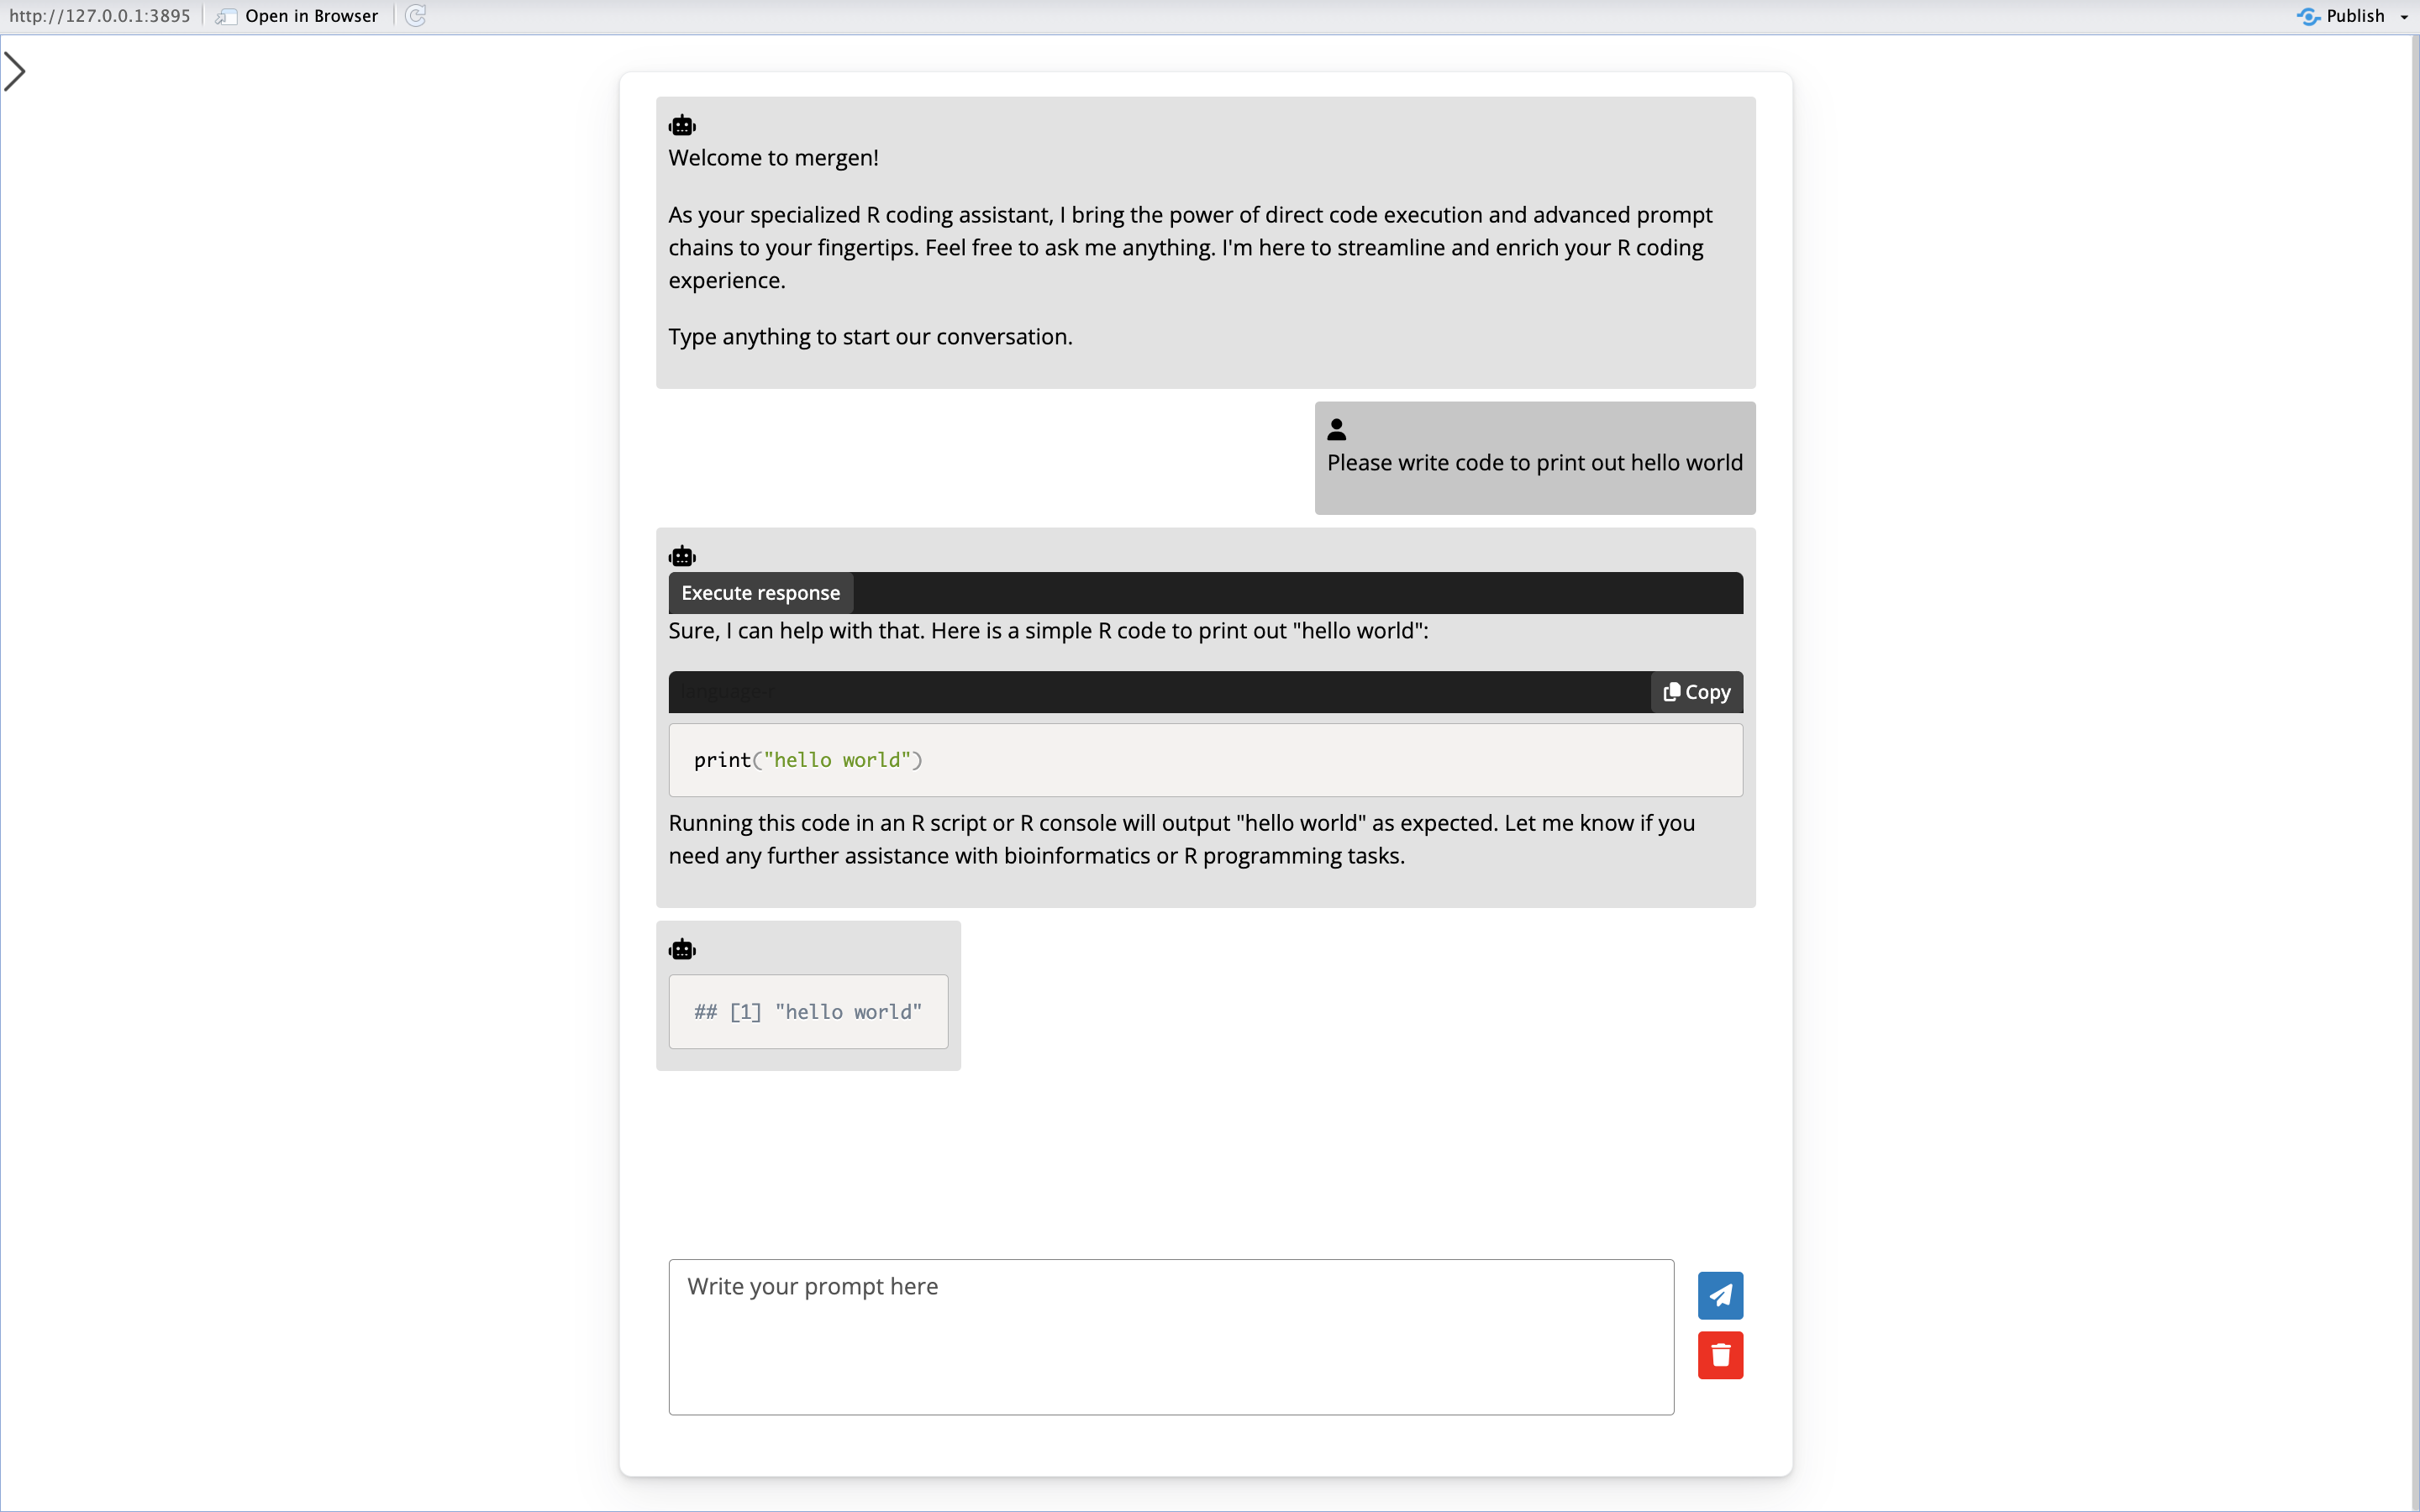 http://127.0.0.1:3895 Open in Browser Publish
Welcome to mergen!
As your specialized R coding assistant, I bring the power of direct code execution and advanced prompt
chains to your fingertips. Feel free to ask me anything. I'm here to streamline and enrich your R coding
experience.
Type anything to start our conversation.
Please write code to print out hello world
Execute response
Sure, I can help with that. Here is a simple R code to print out "hello world":
language-r Copy
print("hello world")
Running this code in an R script or R console will output "hello world" as expected. Let me know if you
need any further assistance with bioinformatics or R programming tasks.
## [1] "hello world"
Write your prompt here